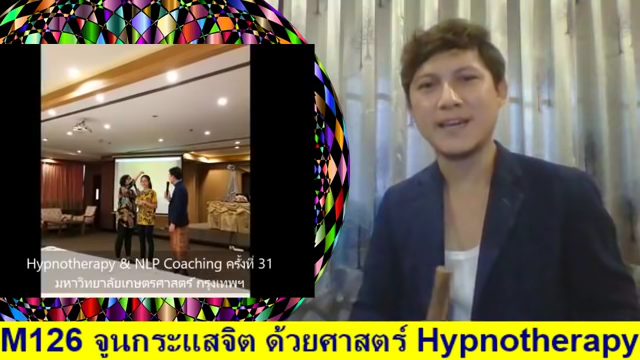 Hypnotherapy & NLP Coaching ครั้งที่ 31
มหาวิทยาลัยเกษตรศาสตร์ กรุงเทพฯ
M126 จูนกระแสจิต ด้วยศาสตร์ Hypnotherapy